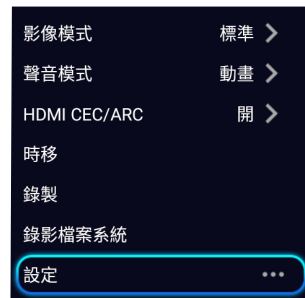 影像模式 標準
聲音模式 動畫
HDMI CEC/ARC 開
時移
錄製
錄影檔案系統
設定